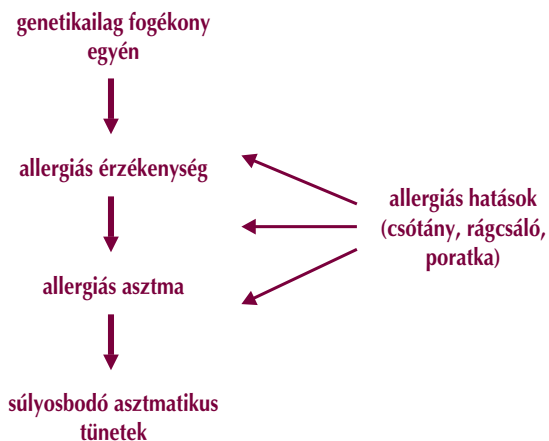 genetikailag fogékony
egyén
allergiás érzékenység
allergiás hatások
(csótány, rágcsáló,
poratka)
allergiás asztma
súlyosbodó asztmatikus
tünetek